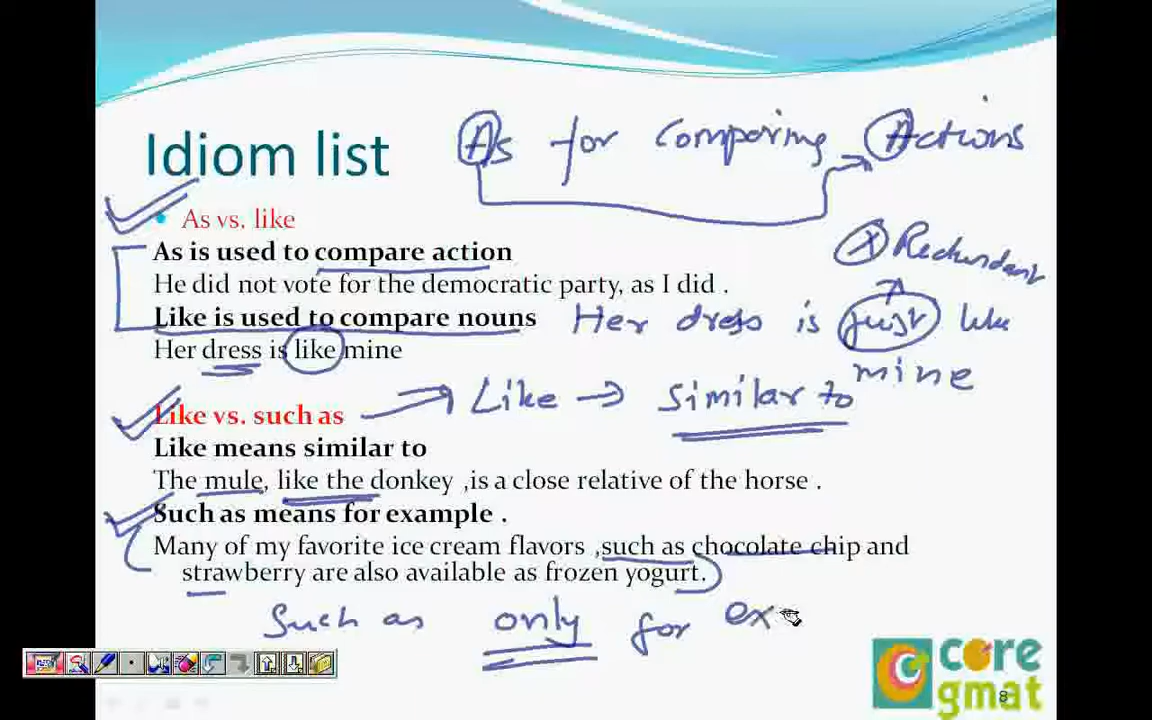 Idiom list
As for Comparing Actions
As vs. like
As is used to compare action
He did not vote for the democratic party, as I did .
Like is used to compare nouns
Her dress is like mine
Redundant
Her dress is just like
mine
Like vs. such as
Like → similar to
Like means similar to
The mule, like the donkey ,is a close relative of the horse .
Such as means for example .
Many of my favorite ice cream flavors ,such as chocolate chip and
strawberry are also available as frozen yogurt.
Such as only for ex
core
gmat
8